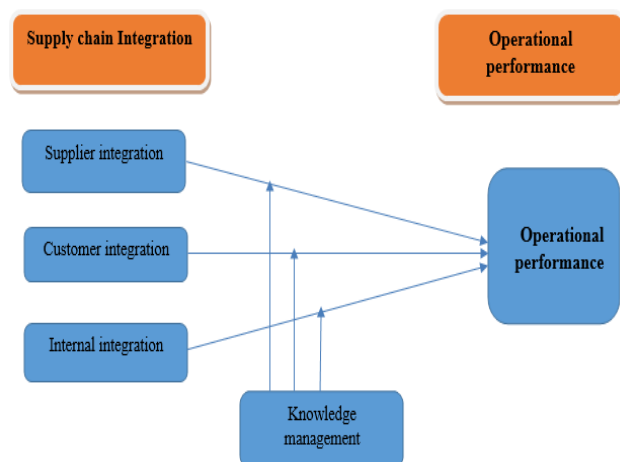 Supply chain Integration
Operational
performance
Supplier integration
Customer integration
Operational
performance
Internal integration
Knowledge
management